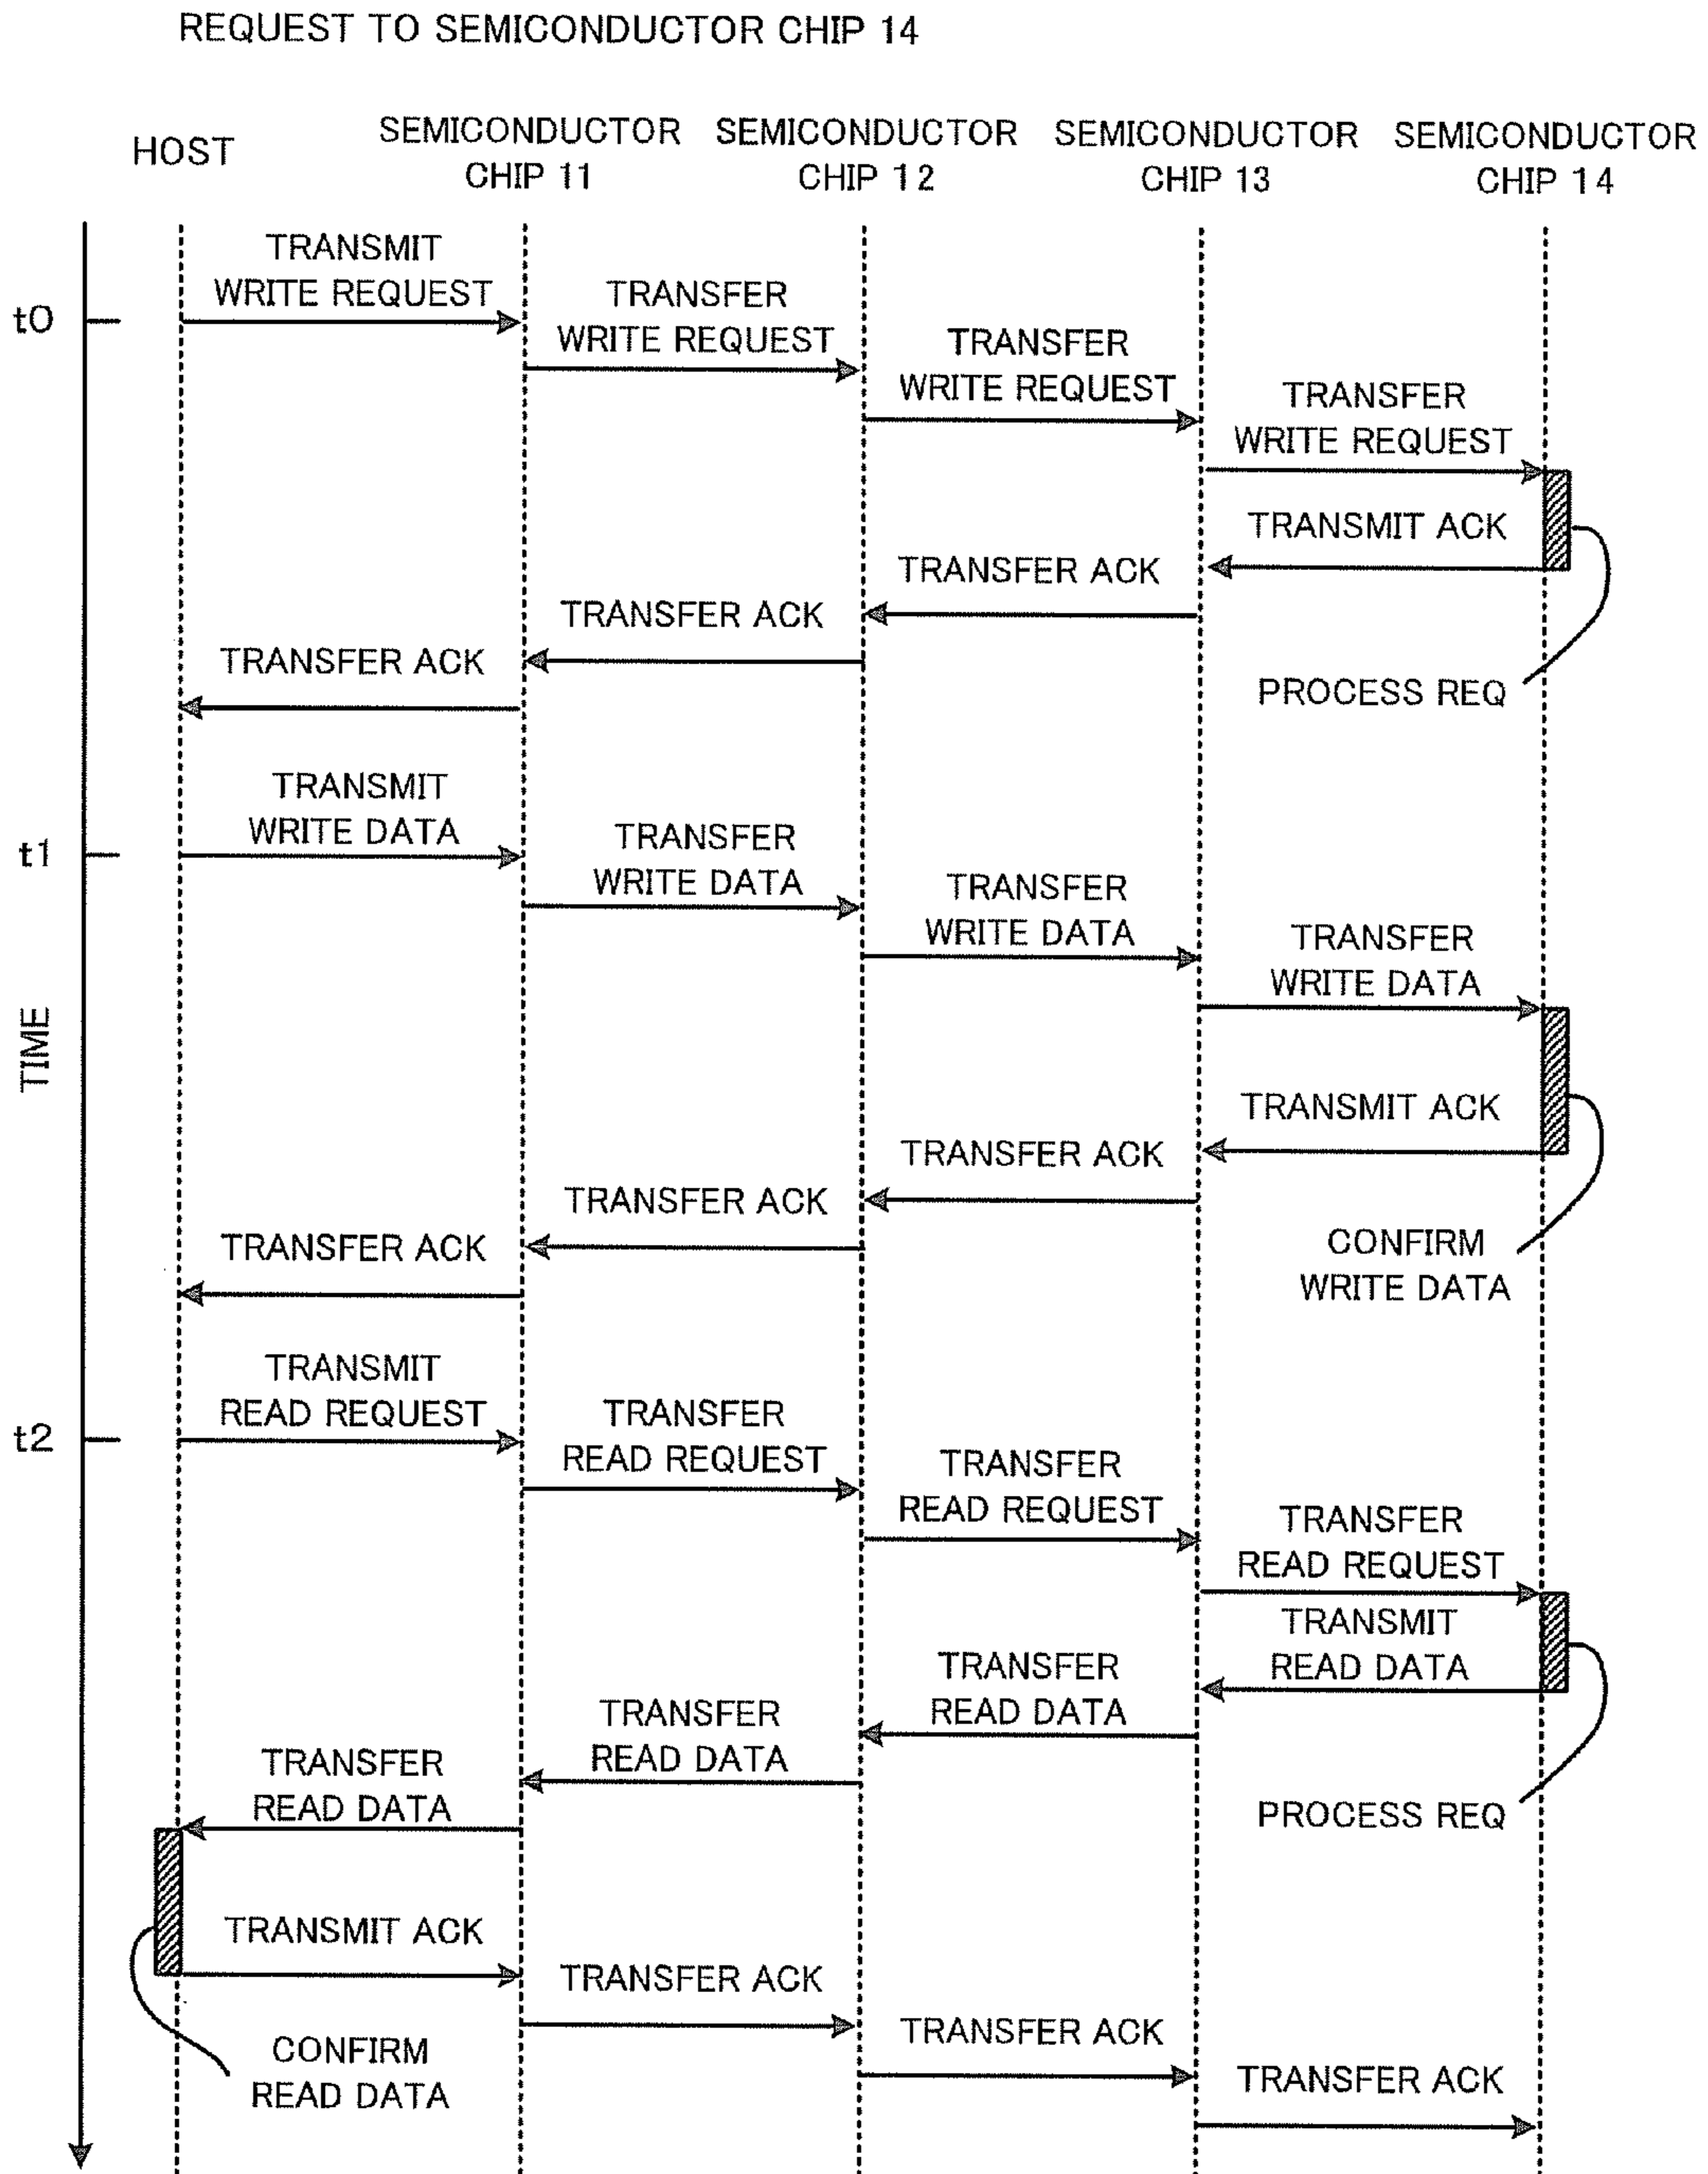 REQUEST TO SEMICONDUCTOR CHIP 14
HOST
SEMICONDUCTOR
CHIP 11
SEMICONDUCTOR
CHIP 12
SEMICONDUCTOR
CHIP 13
SEMICONDUCTOR
CHIP 14
TIME
t0
TRANSMIT
WRITE REQUEST
TRANSFER
WRITE REQUEST
TRANSFER
WRITE REQUEST
TRANSFER
WRITE REQUEST
TRANSMIT ACK
TRANSFER ACK
TRANSFER ACK
TRANSFER ACK
PROCESS REQ
t1
TRANSMIT
WRITE DATA
TRANSFER
WRITE DATA
TRANSFER
WRITE DATA
TRANSFER
WRITE DATA
TRANSMIT ACK
TRANSFER ACK
TRANSFER ACK
TRANSFER ACK
CONFIRM
WRITE DATA
t2
TRANSMIT
READ REQUEST
TRANSFER
READ REQUEST
TRANSFER
READ REQUEST
TRANSFER
READ REQUEST
TRANSMIT
READ DATA
TRANSFER
READ DATA
TRANSFER
READ DATA
TRANSFER
READ DATA
PROCESS REQ
TRANSMIT ACK
TRANSFER ACK
TRANSFER ACK
TRANSFER ACK
CONFIRM
READ DATA